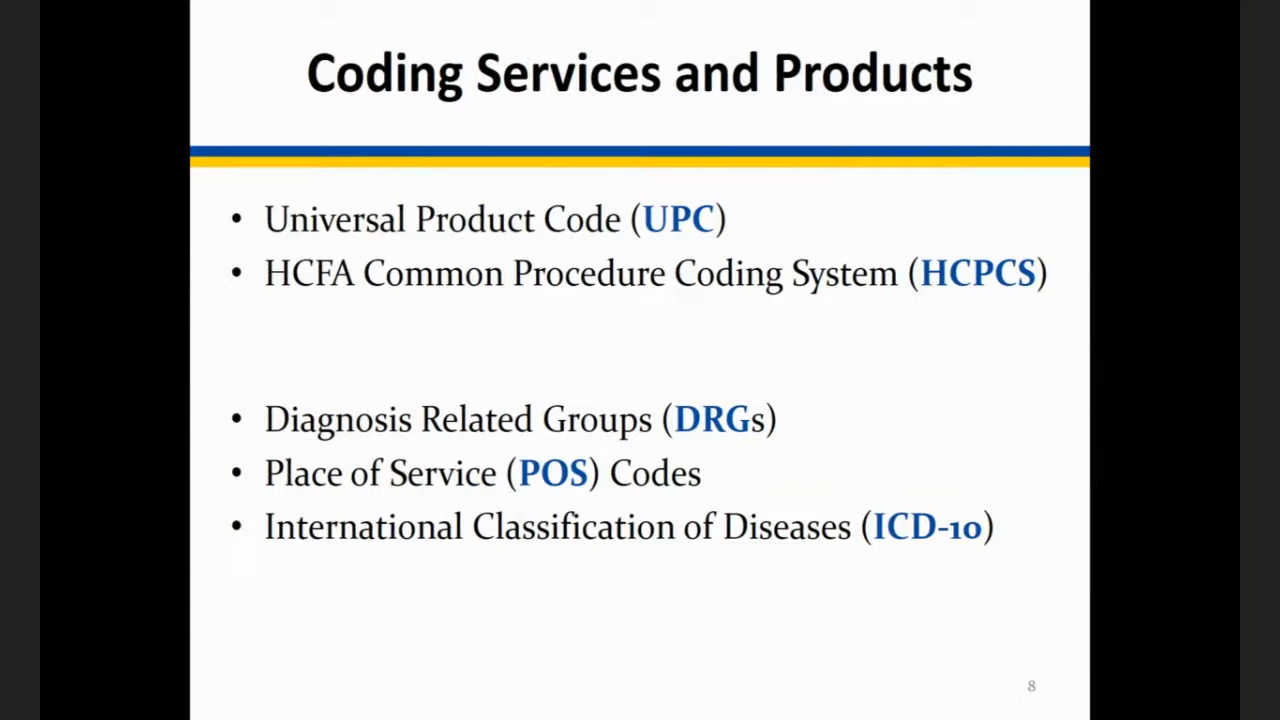 Coding Services and Products
• Universal Product Code (UPC)
• HCFA Common Procedure Coding System (HCPCS)
• Diagnosis Related Groups (DRGs)
• Place of Service (POS) Codes
• International Classification of Diseases (ICD-10)
8